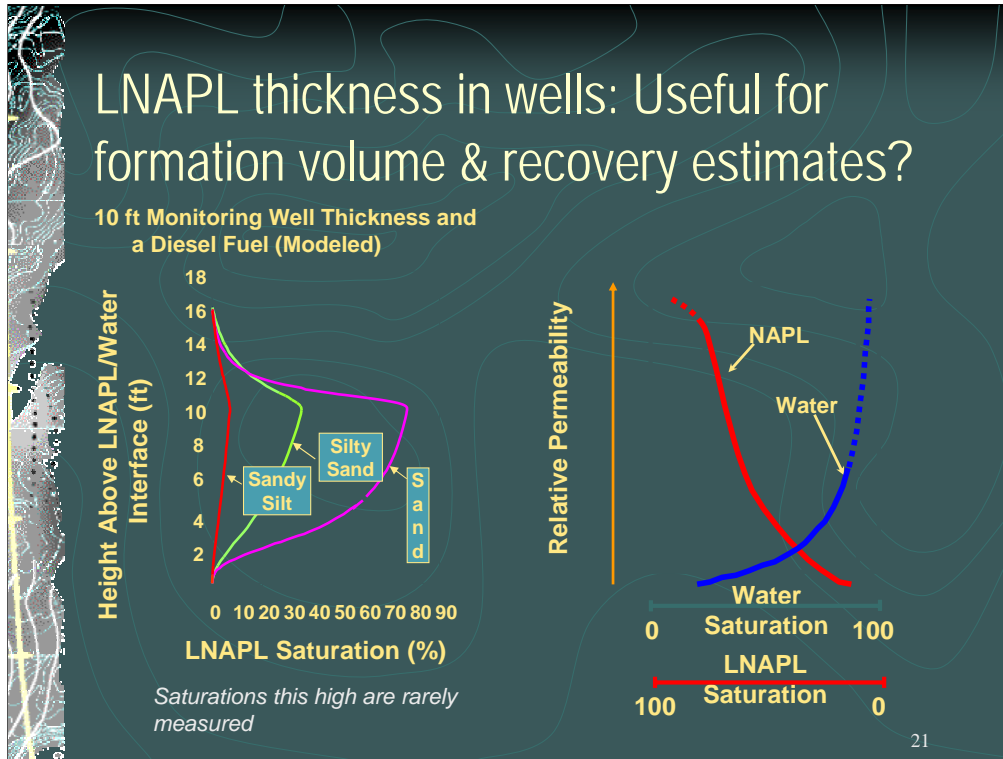 LNAPL thickness in wells: Useful for
formation volume & recovery estimates?
10 ft Monitoring Well Thickness and
a Diesel Fuel (Modeled)
Height Above LNAPL/Water
Interface (ft)
18
16
14
12
10
8
6
4
2
Silty
Sand
Sandy
Silt
S
a
n
d
0 10 20 30 40 50 60 70 80 90
LNAPL Saturation (%)
Saturations this high are rarely
measured
Relative Permeability
NAPL
Water
Water
Saturation
0 100
LNAPL
Saturation
100 0
21